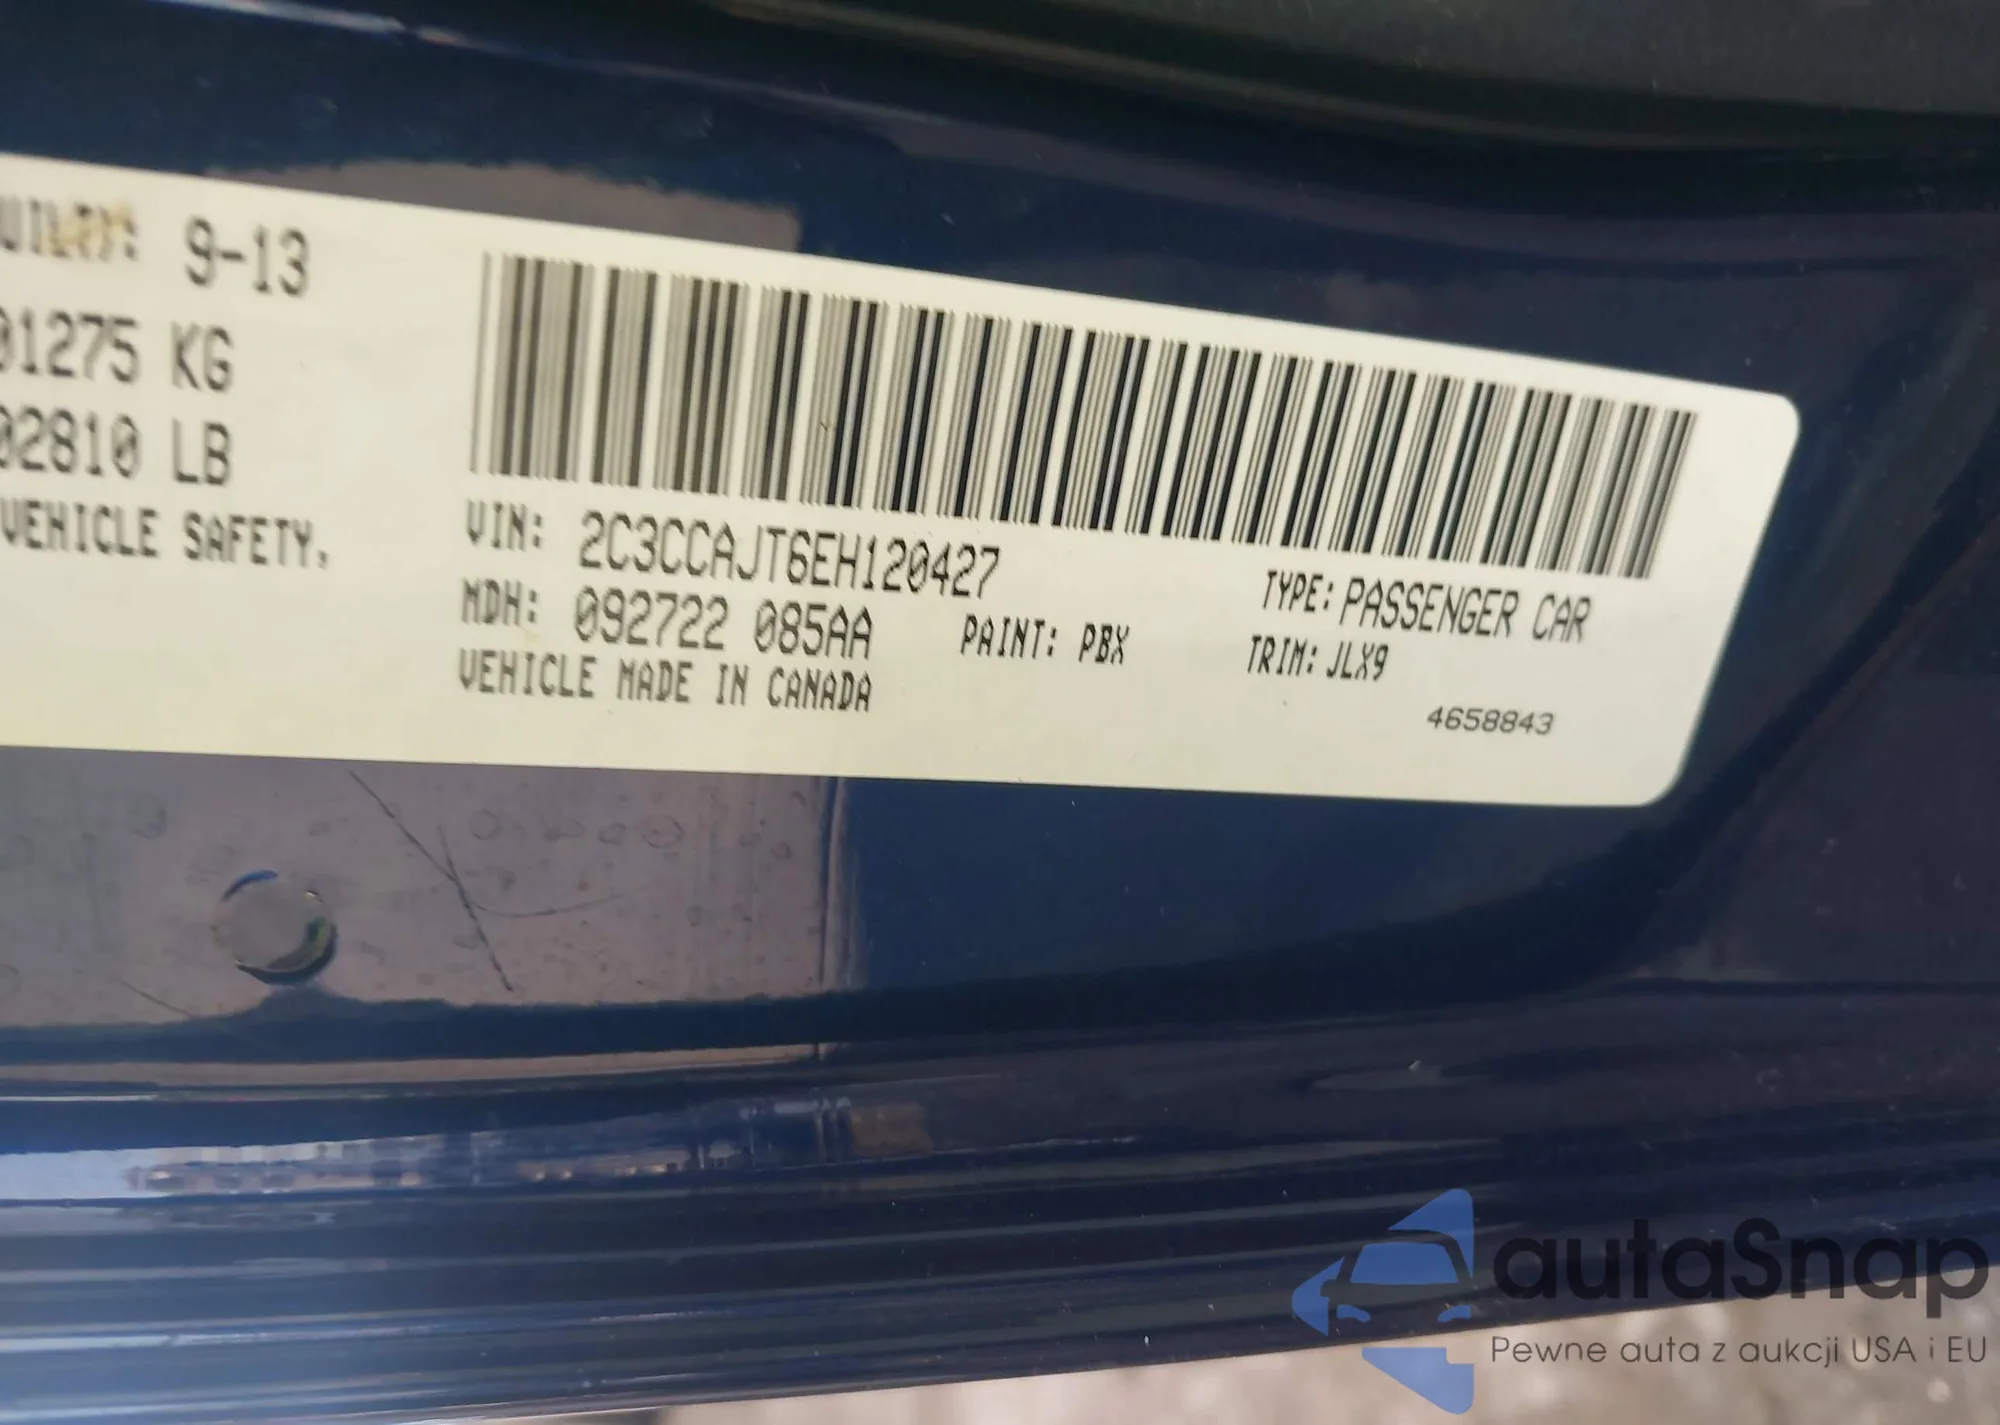 UILTY: 9-13
01275 KG
02810 LB
VEHICLE SAFETY,
VIN: 2C3CCAJT6EH120427
TYPE: PASSENGER CAR
MDH: 092722 085AA
PAINT: PBX
TRIM: JLX9
VEHICLE MADE IN CANADA
4658843
autaSnap
Pewne auta z aukcji USA i EU